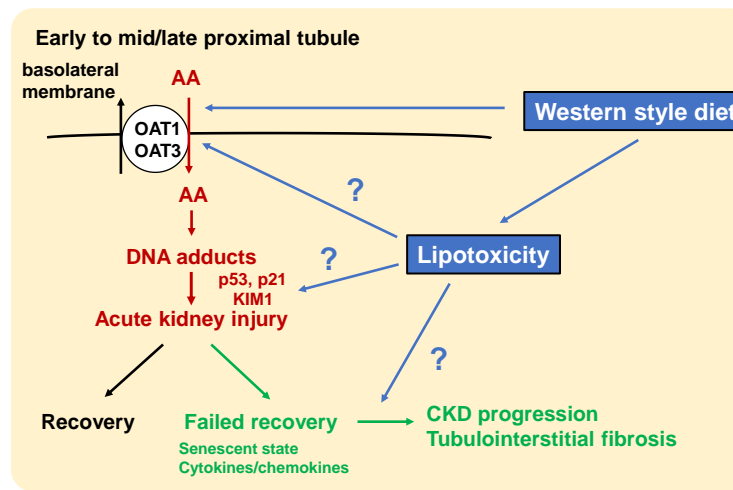 Early to mid/late proximal tubule
basolateral
membrane
AA
OAT1
OAT3
Western style diet
AA
?
DNA adducts
?
Lipotoxicity
p53, p21
KIM1
Acute kidney injury
?
Recovery
Failed recovery
Senescent state
Cytokines/chemokines
CKD progression
Tubulointerstitial fibrosis